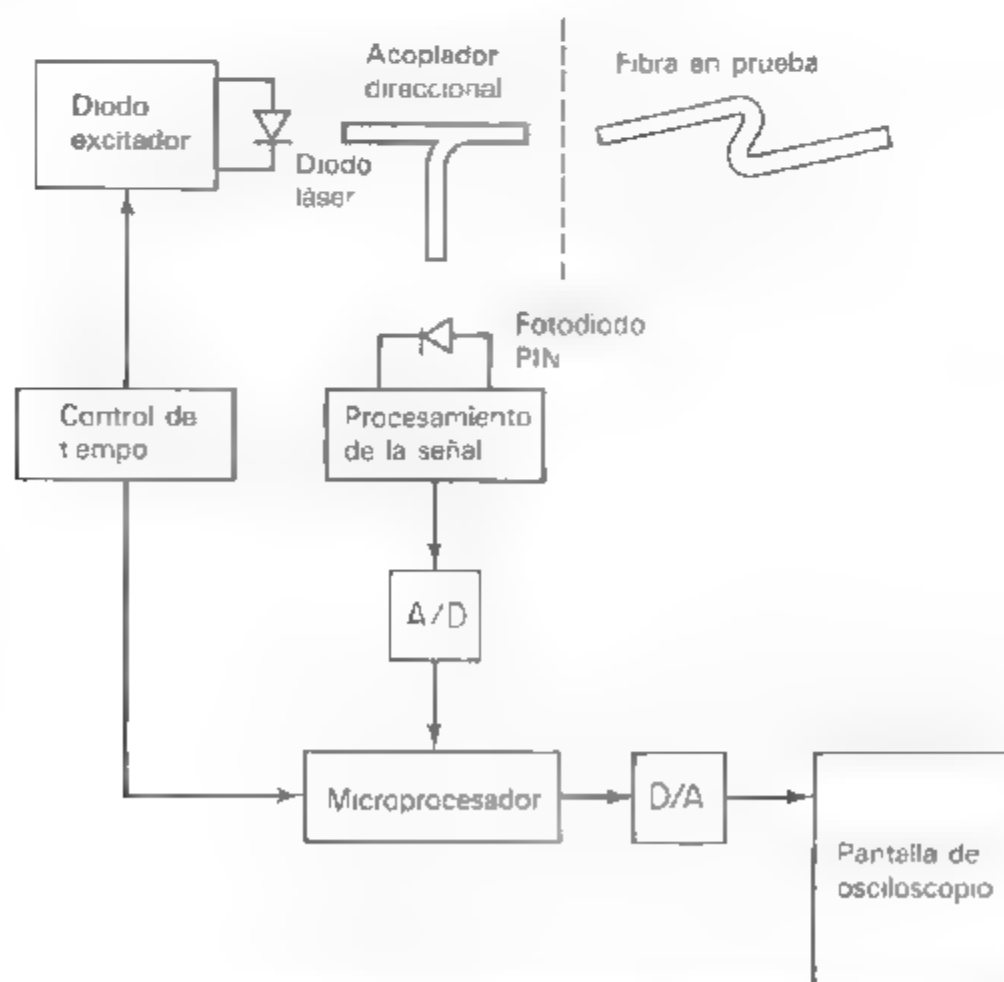 Diodo
excitador
Diodo
láser
Acoplador
direccional
Fibra en prueba
Fotodiodo
PIN
Control de
tiempo
Procesamiento
de la señal
A/D
Microprocesador
D/A
Pantalla de
osciloscopio